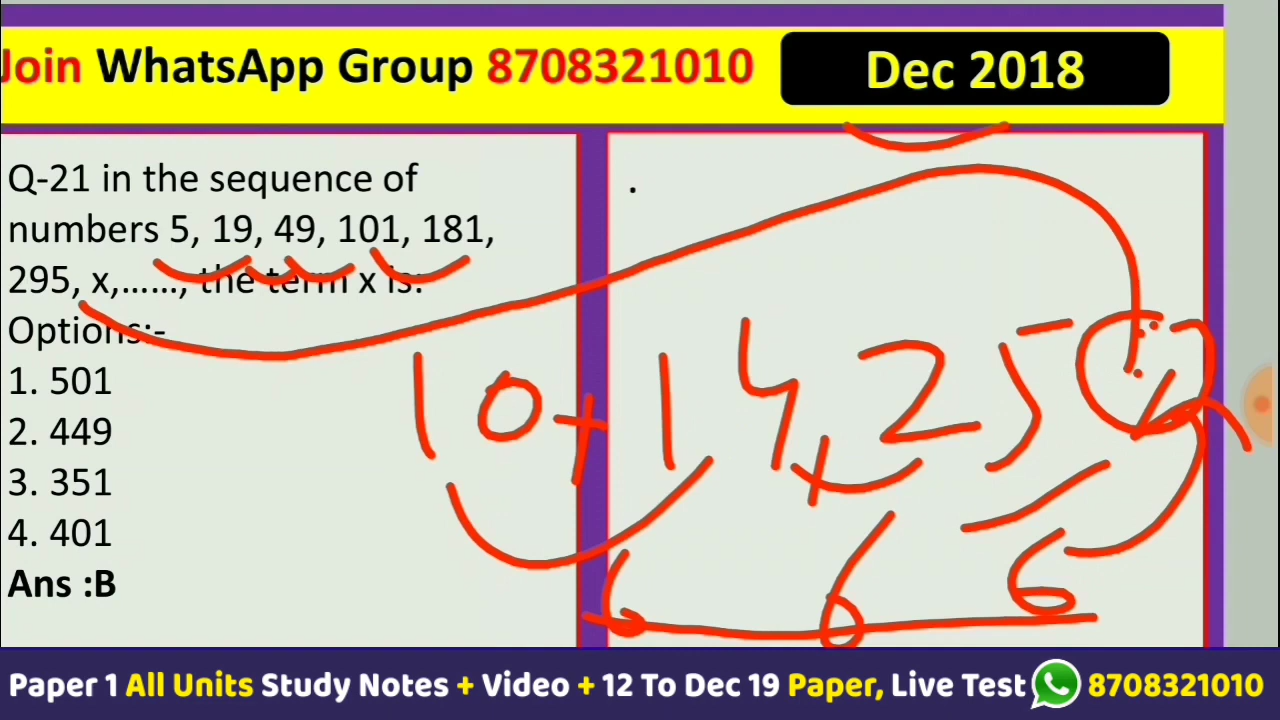 Join WhatsApp Group 8708321010
Dec 2018
Q-21 in the sequence of
numbers 5, 19, 49, 101, 181,
295, x,……, the term x is:
Options:-
1. 501
2. 449
3. 351
4. 401
Ans :B
.
10 + 14, 25
6 6 6
Paper 1 All Units Study Notes + Video + 12 To Dec 19 Paper, Live Test 8708321010